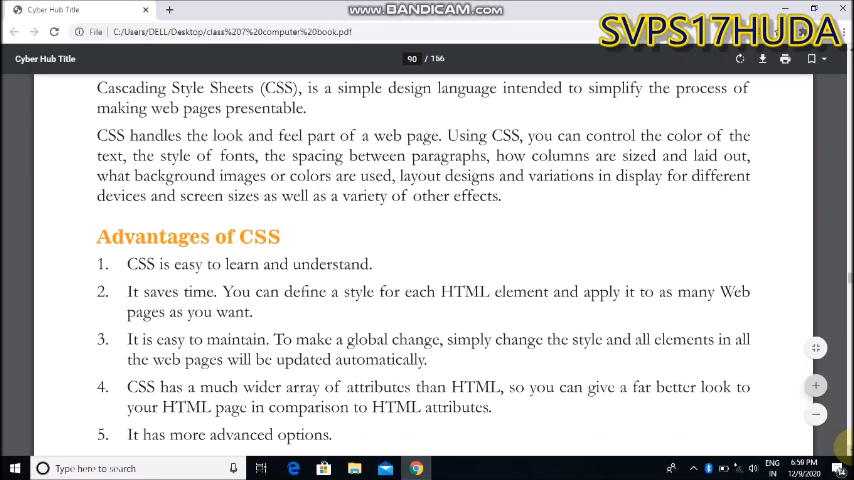 Cyber Hub Title
www.BANDICAM.com
SVPS17HUDA
File
C:/Users/DELL/Desktop/class%207%20computer%20book.pdf
Cyber Hub Title
90 / 156
Cascading Style Sheets (CSS), is a simple design language intended to simplify the process of
making web pages presentable.
CSS handles the look and feel part of a web page. Using CSS, you can control the color of the
text, the style of fonts, the spacing between paragraphs, how columns are sized and laid out,
what background images or colors are used, layout designs and variations in display for different
devices and screen sizes as well as a variety of other effects.
Advantages of CSS
1. CSS is easy to learn and understand.
2. It saves time. You can define a style for each HTML element and apply it to as many Web
pages as you want.
3. It is easy to maintain. To make a global change, simply change the style and all elements in all
the web pages will be updated automatically.
4. CSS has a much wider array of attributes than HTML, so you can give a far better look to
your HTML page in comparison to HTML attributes.
5. It has more advanced options.
Type here to search
ENG
IN
6:59 PM
12/9/2020
14